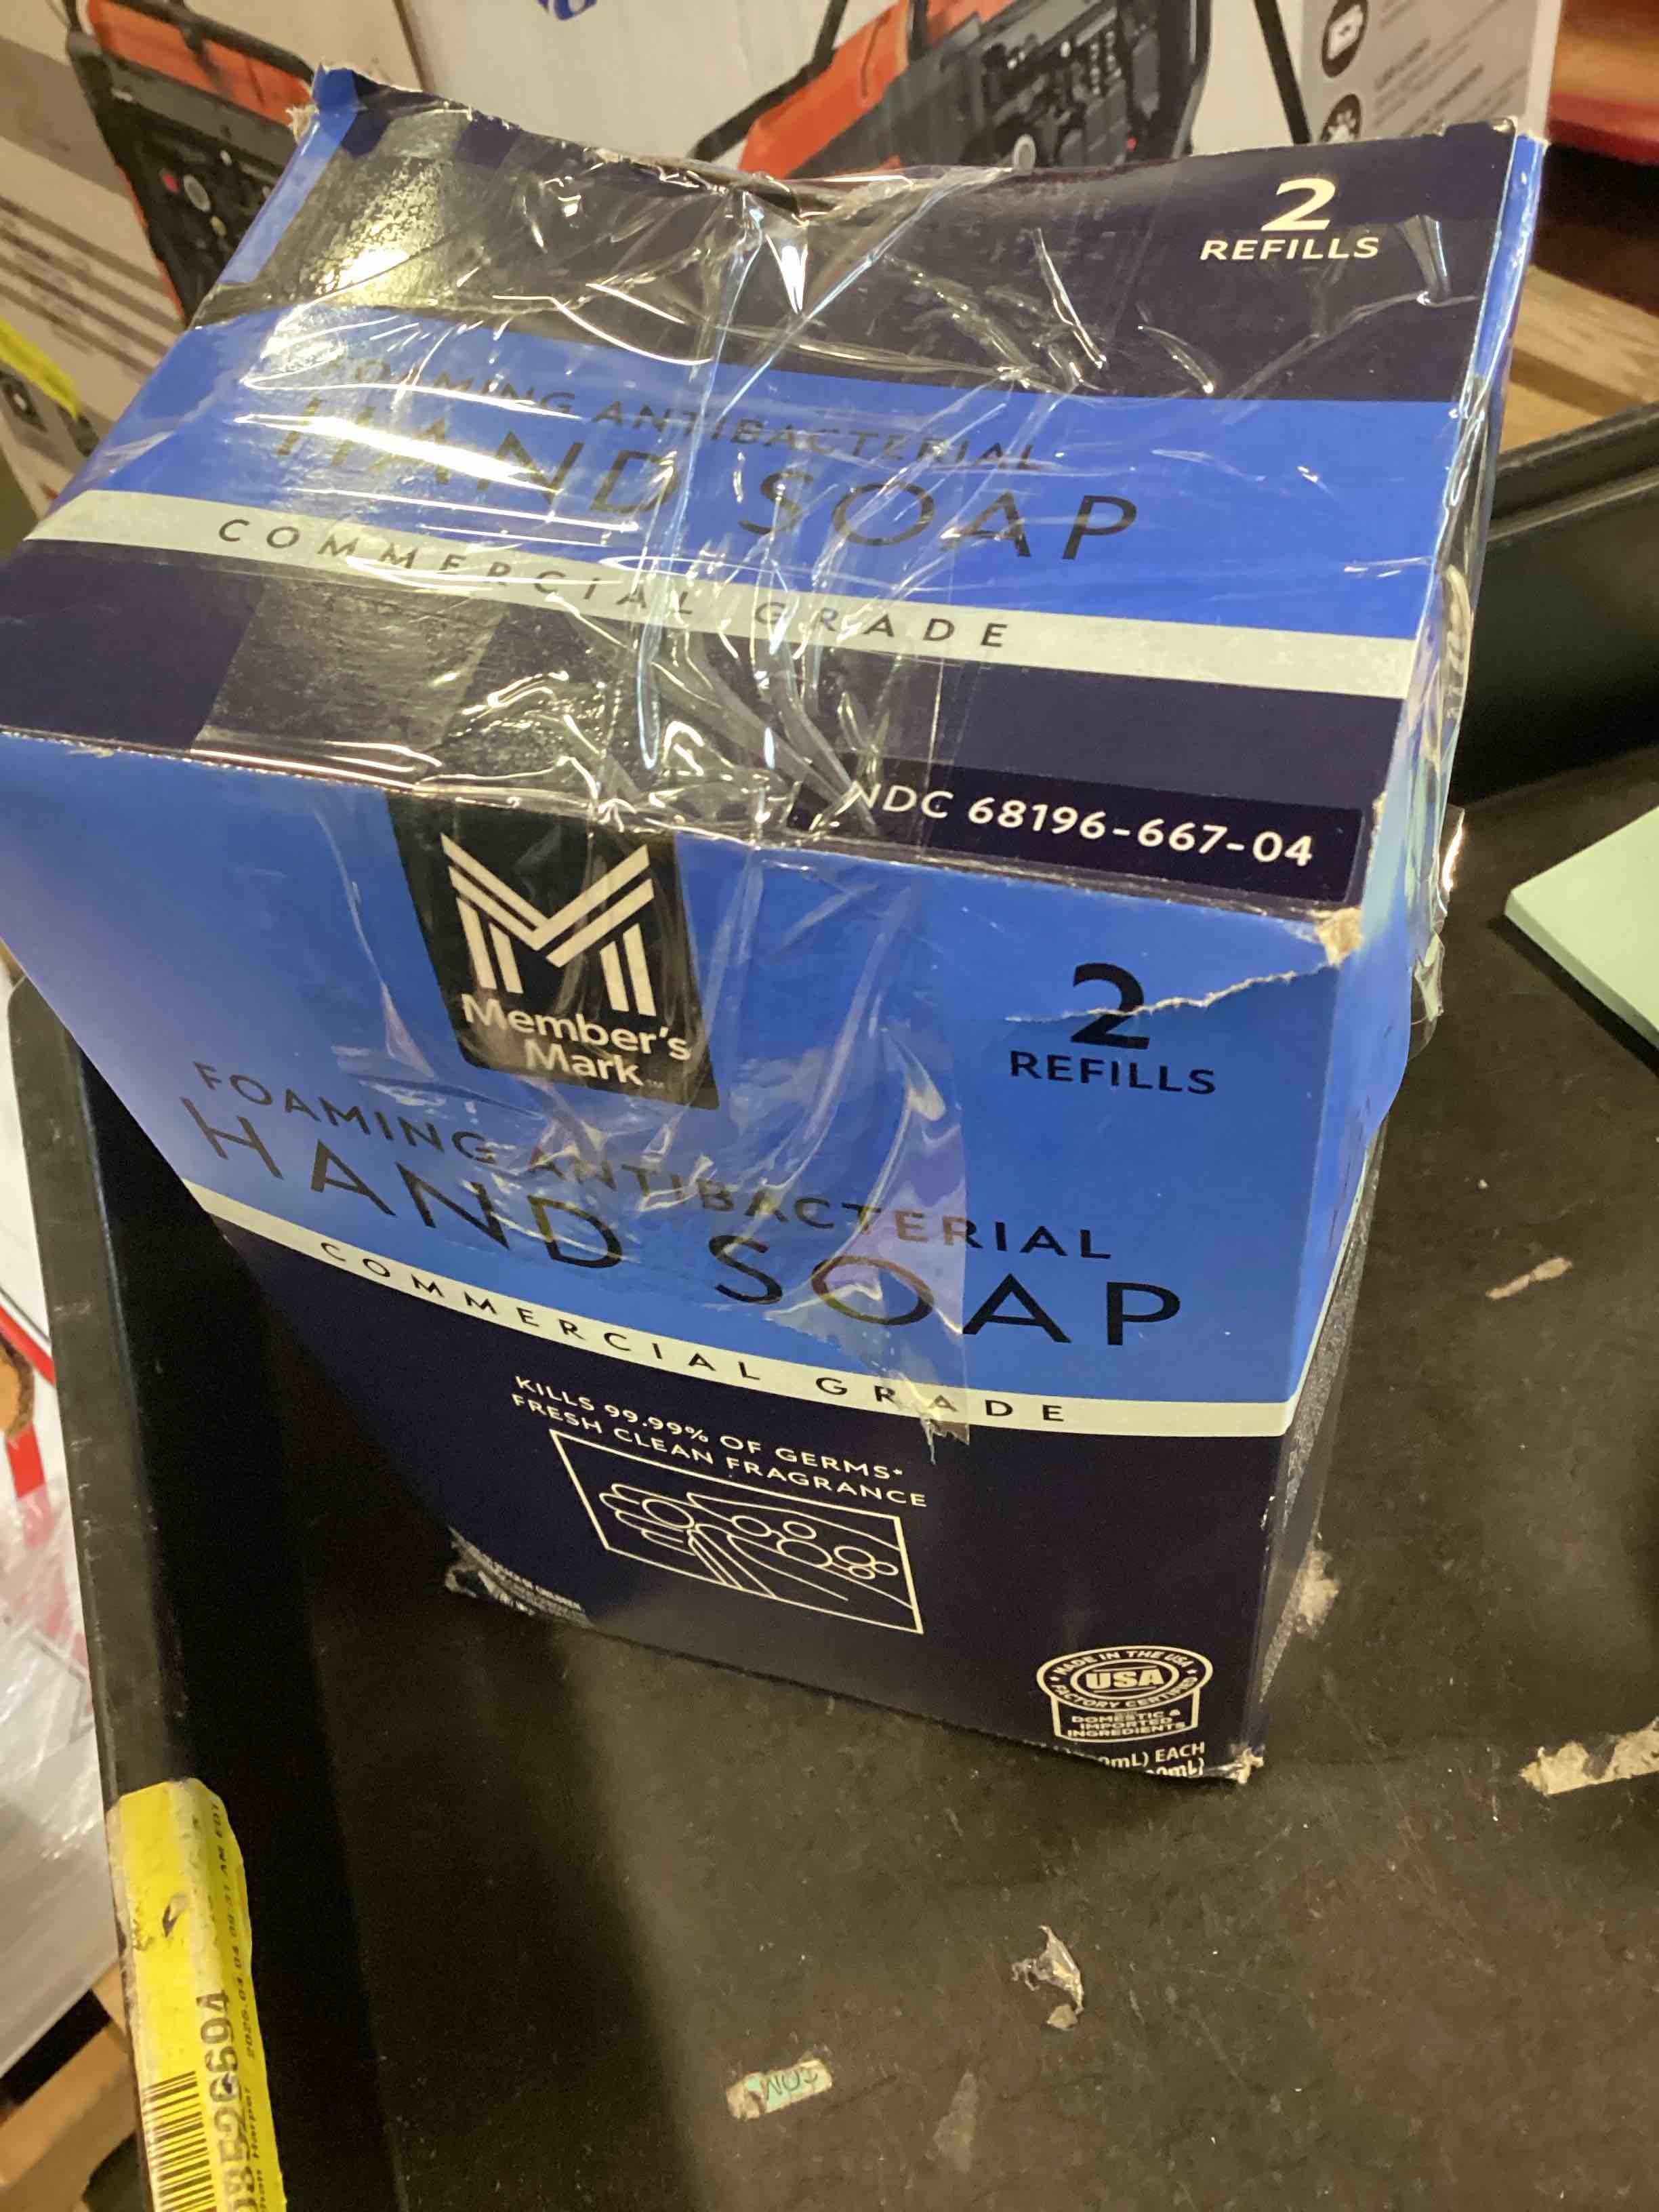 2
REFILLS
FOAMING ANTIBACTERIAL
HAND SOAP
COMMERCIAL GRADE
NDC 68196-667-04
Member's
Mark
2
REFILLS
FOAMING ANTIBACTERIAL
HAND SOAP
COMMERCIAL GRADE
KILLS 99.99% OF GERMS*
FRESH CLEAN FRAGRANCE
MADE IN THE USA
USA
FACTORY CERTIFIED
DOMESTIC &
IMPORTED
INGREDIENTS
mL) EACH
mL)